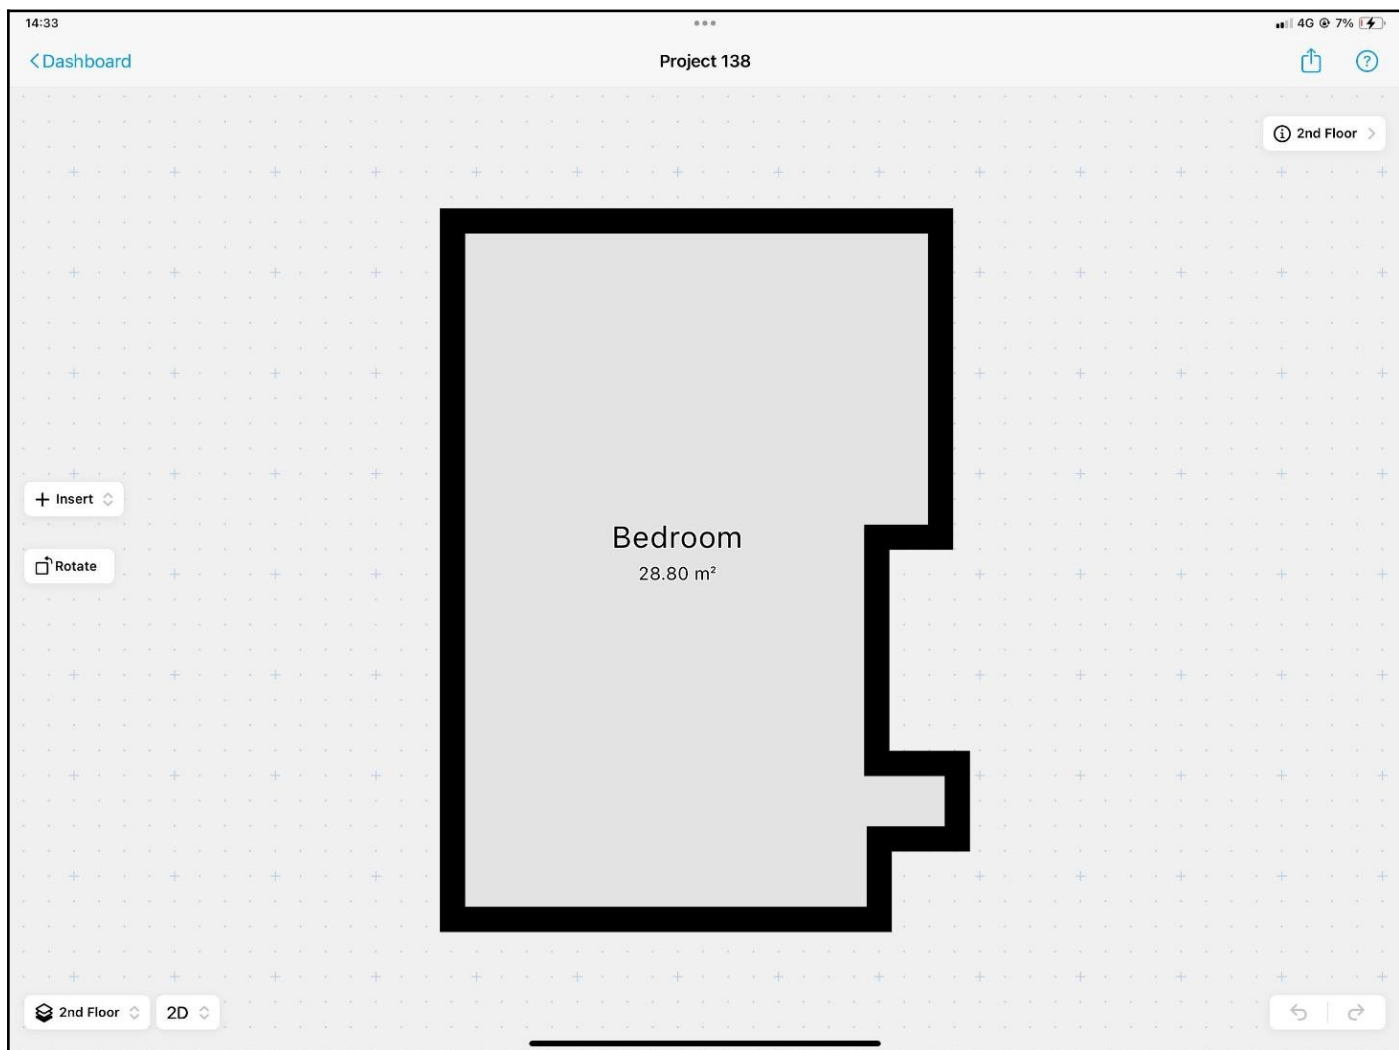 14:33
4G 7%
Dashboard
Project 138
2nd Floor
Insert
Bedroom
28.80 m²
Rotate
2nd Floor
2D